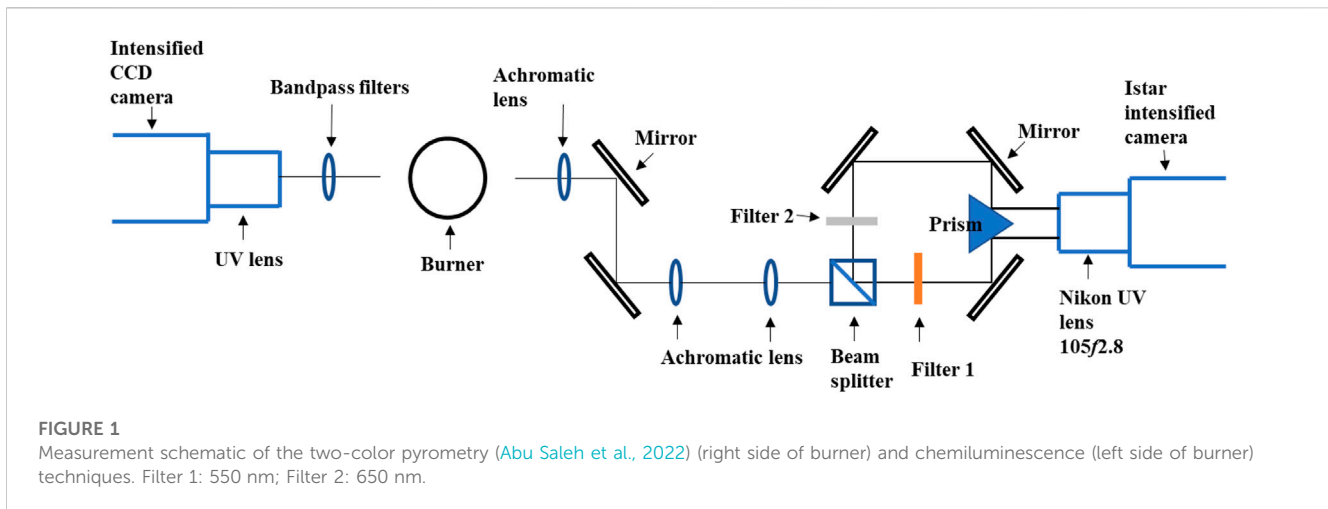 Intensified
CCD
camera
Bandpass filters
UV lens
Burner
Achromatic
lens
Mirror
Achromatic lens
Filter 2
Beam
splitter
Filter 1
Prism
Mirror
Istar
intensified
camera
Nikon UV
lens
105f2.8
FIGURE 1
Measurement schematic of the two-color pyrometry (Abu Saleh et al., 2022) (right side of burner) and chemiluminescence (left side of burner)
techniques. Filter 1: 550 nm; Filter 2: 650 nm.